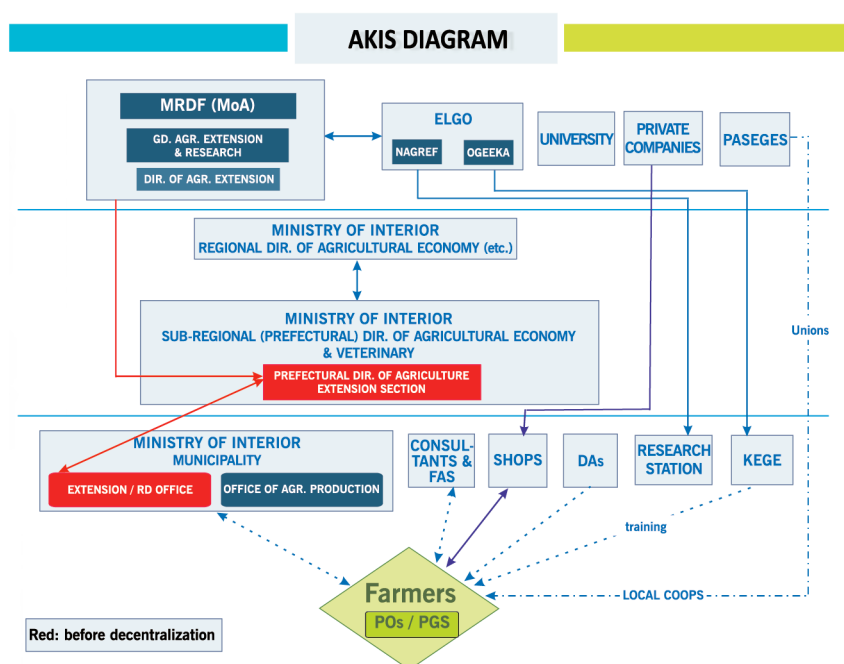 AKIS DIAGRAM
MRDF (MoA)
GD. AGR. EXTENSION
& RESEARCH
DIR. OF AGR. EXTENSION
ELGO
NAGREF
OGEEKA
UNIVERSITY
PRIVATE
COMPANIES
PASEGES
MINISTRY OF INTERIOR
REGIONAL DIR. OF AGRICULTURAL ECONOMY (etc.)
MINISTRY OF INTERIOR
SUB-REGIONAL (PREFECTURAL) DIR. OF AGRICULTURAL ECONOMY
& VETERINARY
PREFECTURAL DIR. OF AGRICULTURE
EXTENSION SECTION
Unions
MINISTRY OF INTERIOR
MUNICIPALITY
EXTENSION / RD OFFICE
OFFICE OF AGR. PRODUCTION
CONSUL-
TANTS &
FAS
SHOPS
DAs
RESEARCH
STATION
KEGE
training
LOCAL COOPS
Farmers
POs / PGS
Red: before decentralization